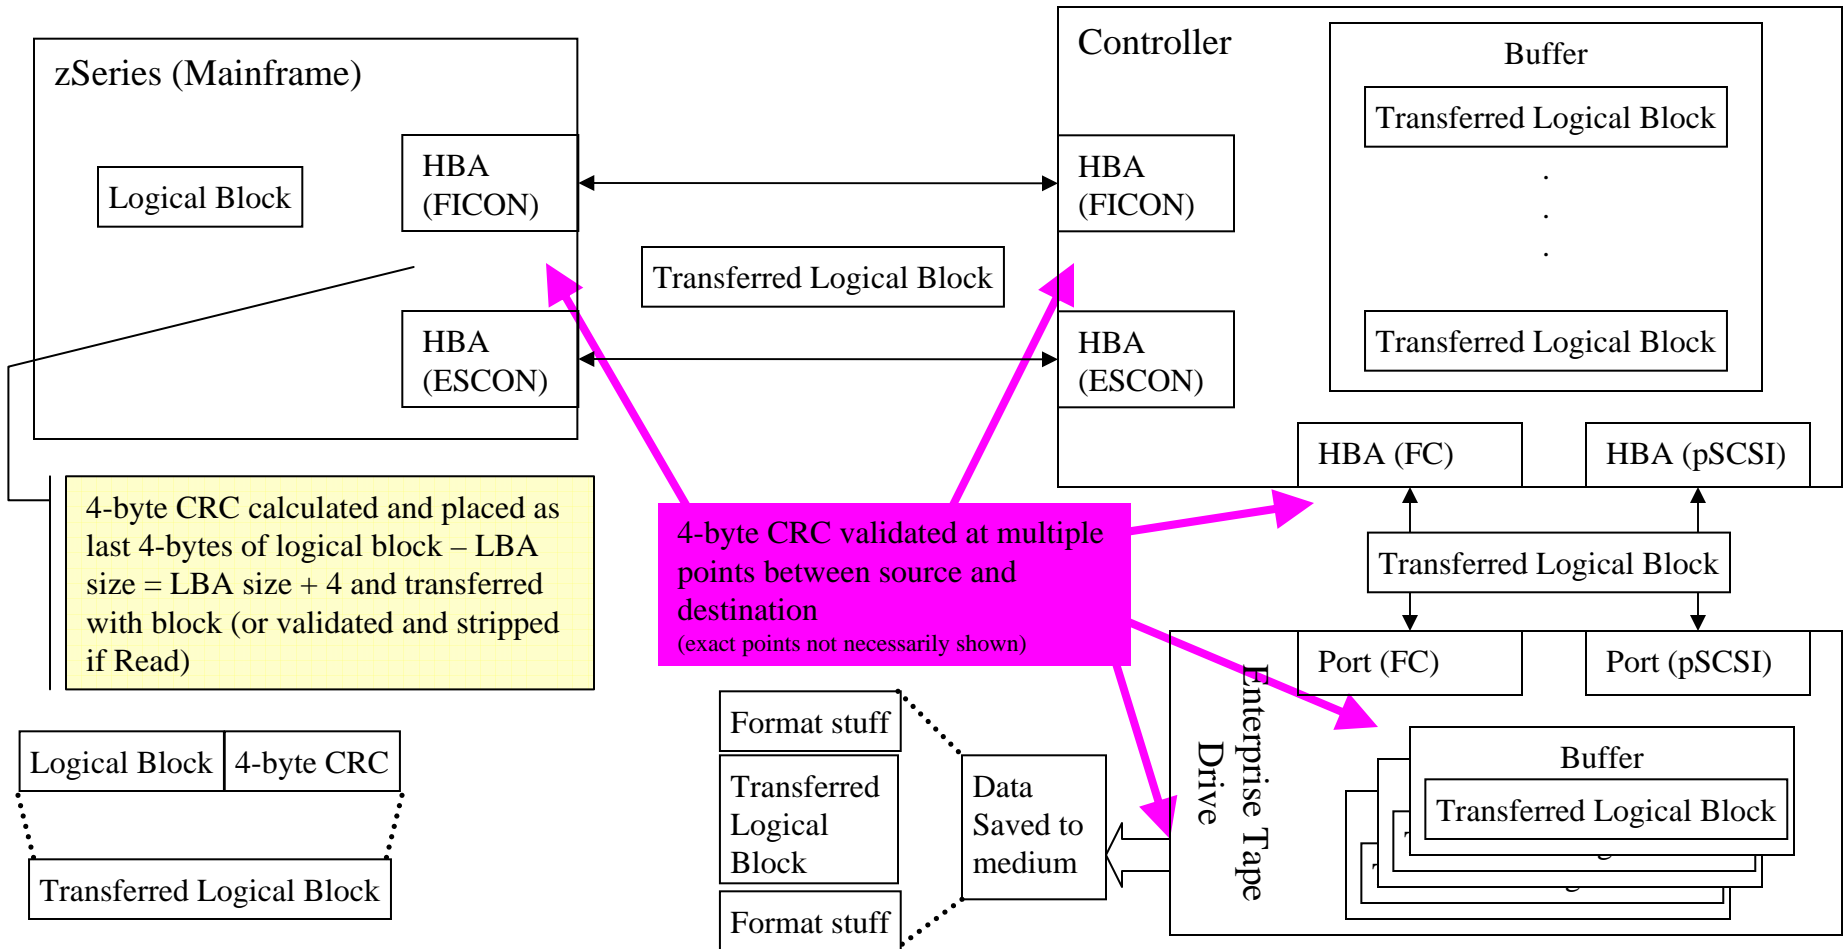 zSeries (Mainframe)
Logical Block
HBA
(FICON)
HBA
(ESCON)
Transferred Logical Block
Controller
HBA
(FICON)
HBA
(ESCON)
Buffer
Transferred Logical Block
.
.
.
Transferred Logical Block
HBA (FC)
HBA (pSCSI)
4-byte CRC calculated and placed as
last 4-bytes of logical block – LBA
size = LBA size + 4 and transferred
with block (or validated and stripped
if Read)
4-byte CRC validated at multiple
points between source and
destination
(exact points not necessarily shown)
Transferred Logical Block
Port (FC)
Port (pSCSI)
Enterprise Tape
Drive
Buffer
Transferred Logical Block
Logical Block
4-byte CRC
Transferred Logical Block
Format stuff
Transferred
Logical
Block
Format stuff
Data
Saved to
medium